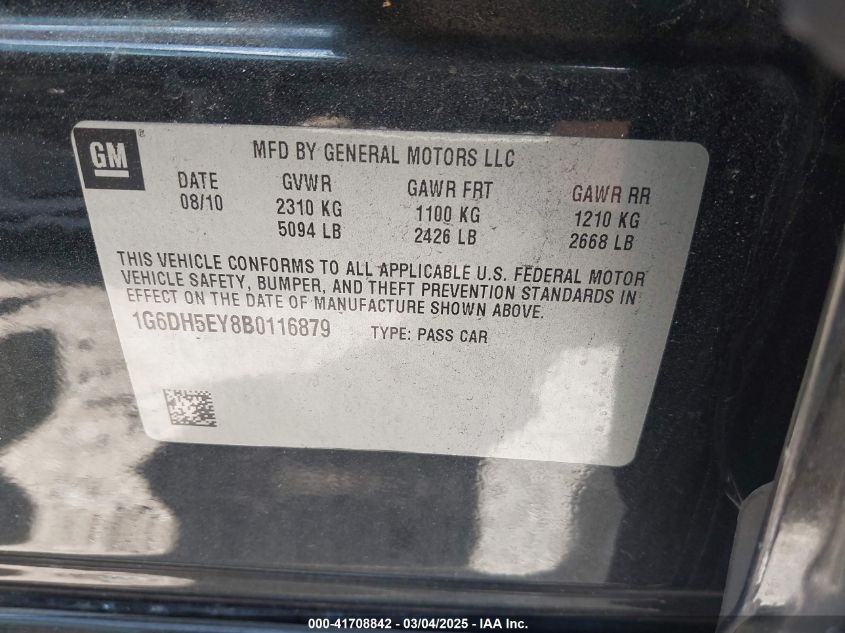 GM ®
MFD BY GENERAL MOTORS LLC
DATE GVWR GAWR FRT GAWR RR
08/10 2310 KG 1100 KG 1210 KG
5094 LB 2426 LB 2668 LB
THIS VEHICLE CONFORMS TO ALL APPLICABLE U.S. FEDERAL MOTOR
VEHICLE SAFETY, BUMPER, AND THEFT PREVENTION STANDARDS IN
EFFECT ON THE DATE OF MANUFACTURE SHOWN ABOVE.
1G6DH5EY8B0116879 TYPE: PASS CAR
000-41708842 - 03/04/2025 - IAA Inc.